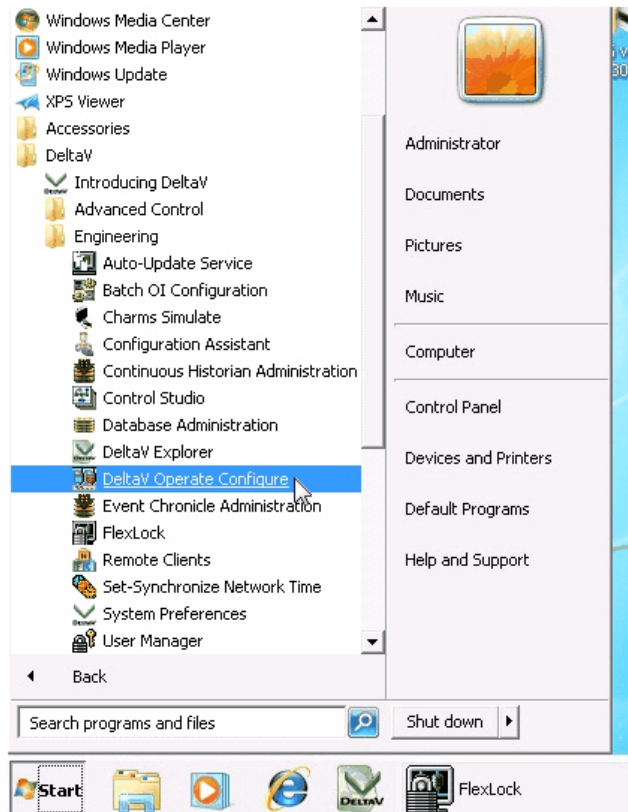 Windows Media Center
Windows Media Player
Windows Update
XPS Viewer
Accessories
DeltaV
Introducing DeltaV
Advanced Control
Engineering
Auto-Update Service
Batch OI Configuration
Charms Simulate
Configuration Assistant
Continuous Historian Administration
Control Studio
Database Administration
DeltaV Explorer
DeltaV Operate Configure
Event Chronicle Administration
FlexLock
Remote Clients
Set-Synchronize Network Time
System Preferences
User Manager
Back
Search programs and files
Administrator
Documents
Pictures
Music
Computer
Control Panel
Devices and Printers
Default Programs
Help and Support
Shut down
Start
DELTAV
FlexLock